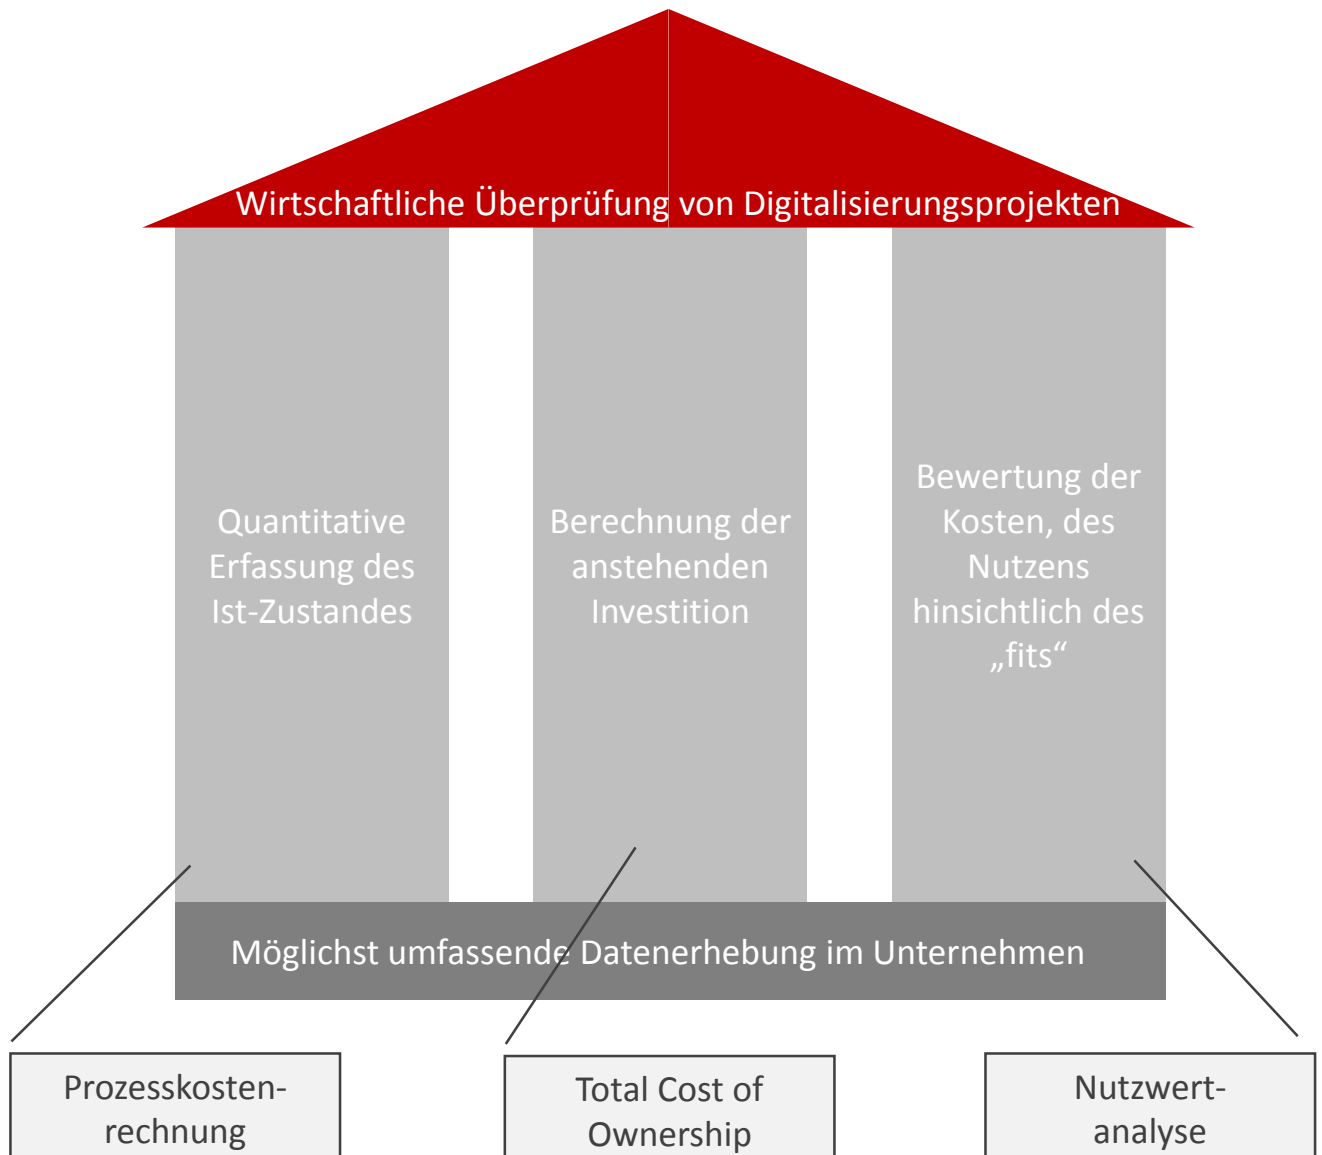 Wirtschaftliche Überprüfung von Digitalisierungsprojekten
Quantitative
Erfassung des
Ist-Zustandes
Berechnung der
anstehenden
Investition
Bewertung der
Kosten, des
Nutzens
hinsichtlich des
„fits“
Möglichst umfassende Datenerhebung im Unternehmen
Prozesskosten-
rechnung
Total Cost of
Ownership
Nutzwert-
analyse